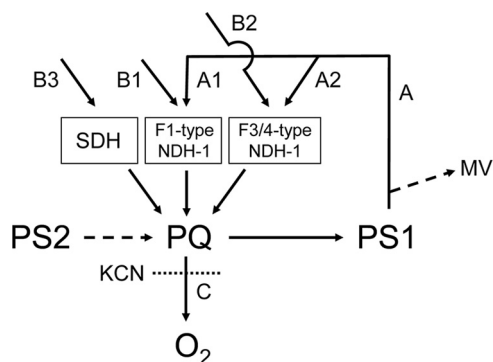 B2
B3 B1 A1 A2 A
SDH
F1-type
NDH-1
F3/4-type
NDH-1
MV
PS2 PQ PS1
KCN C
O₂